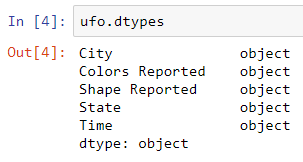 In [4]: ufo.dtypes
Out[4]: City object
Colors Reported object
Shape Reported object
State object
Time object
dtype: object